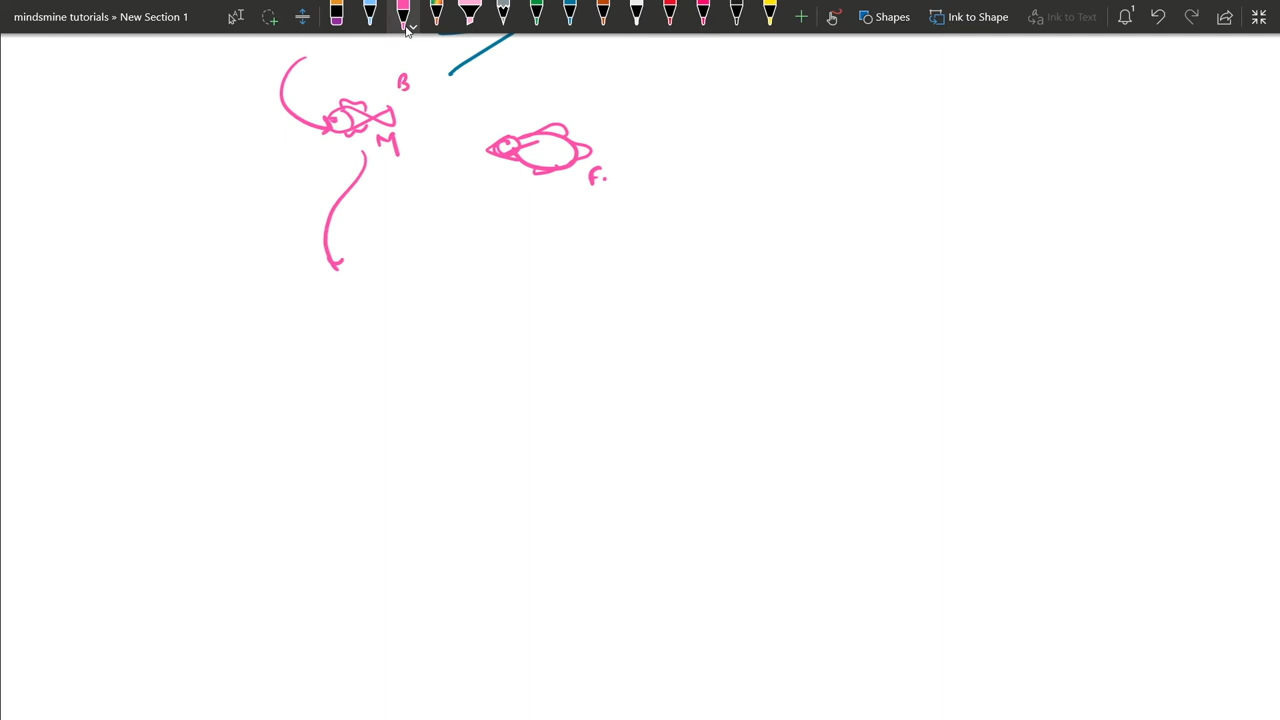 mindsmine tutorials » New Section 1
Shapes
Ink to Shape
Ink to Text
B
M
F.